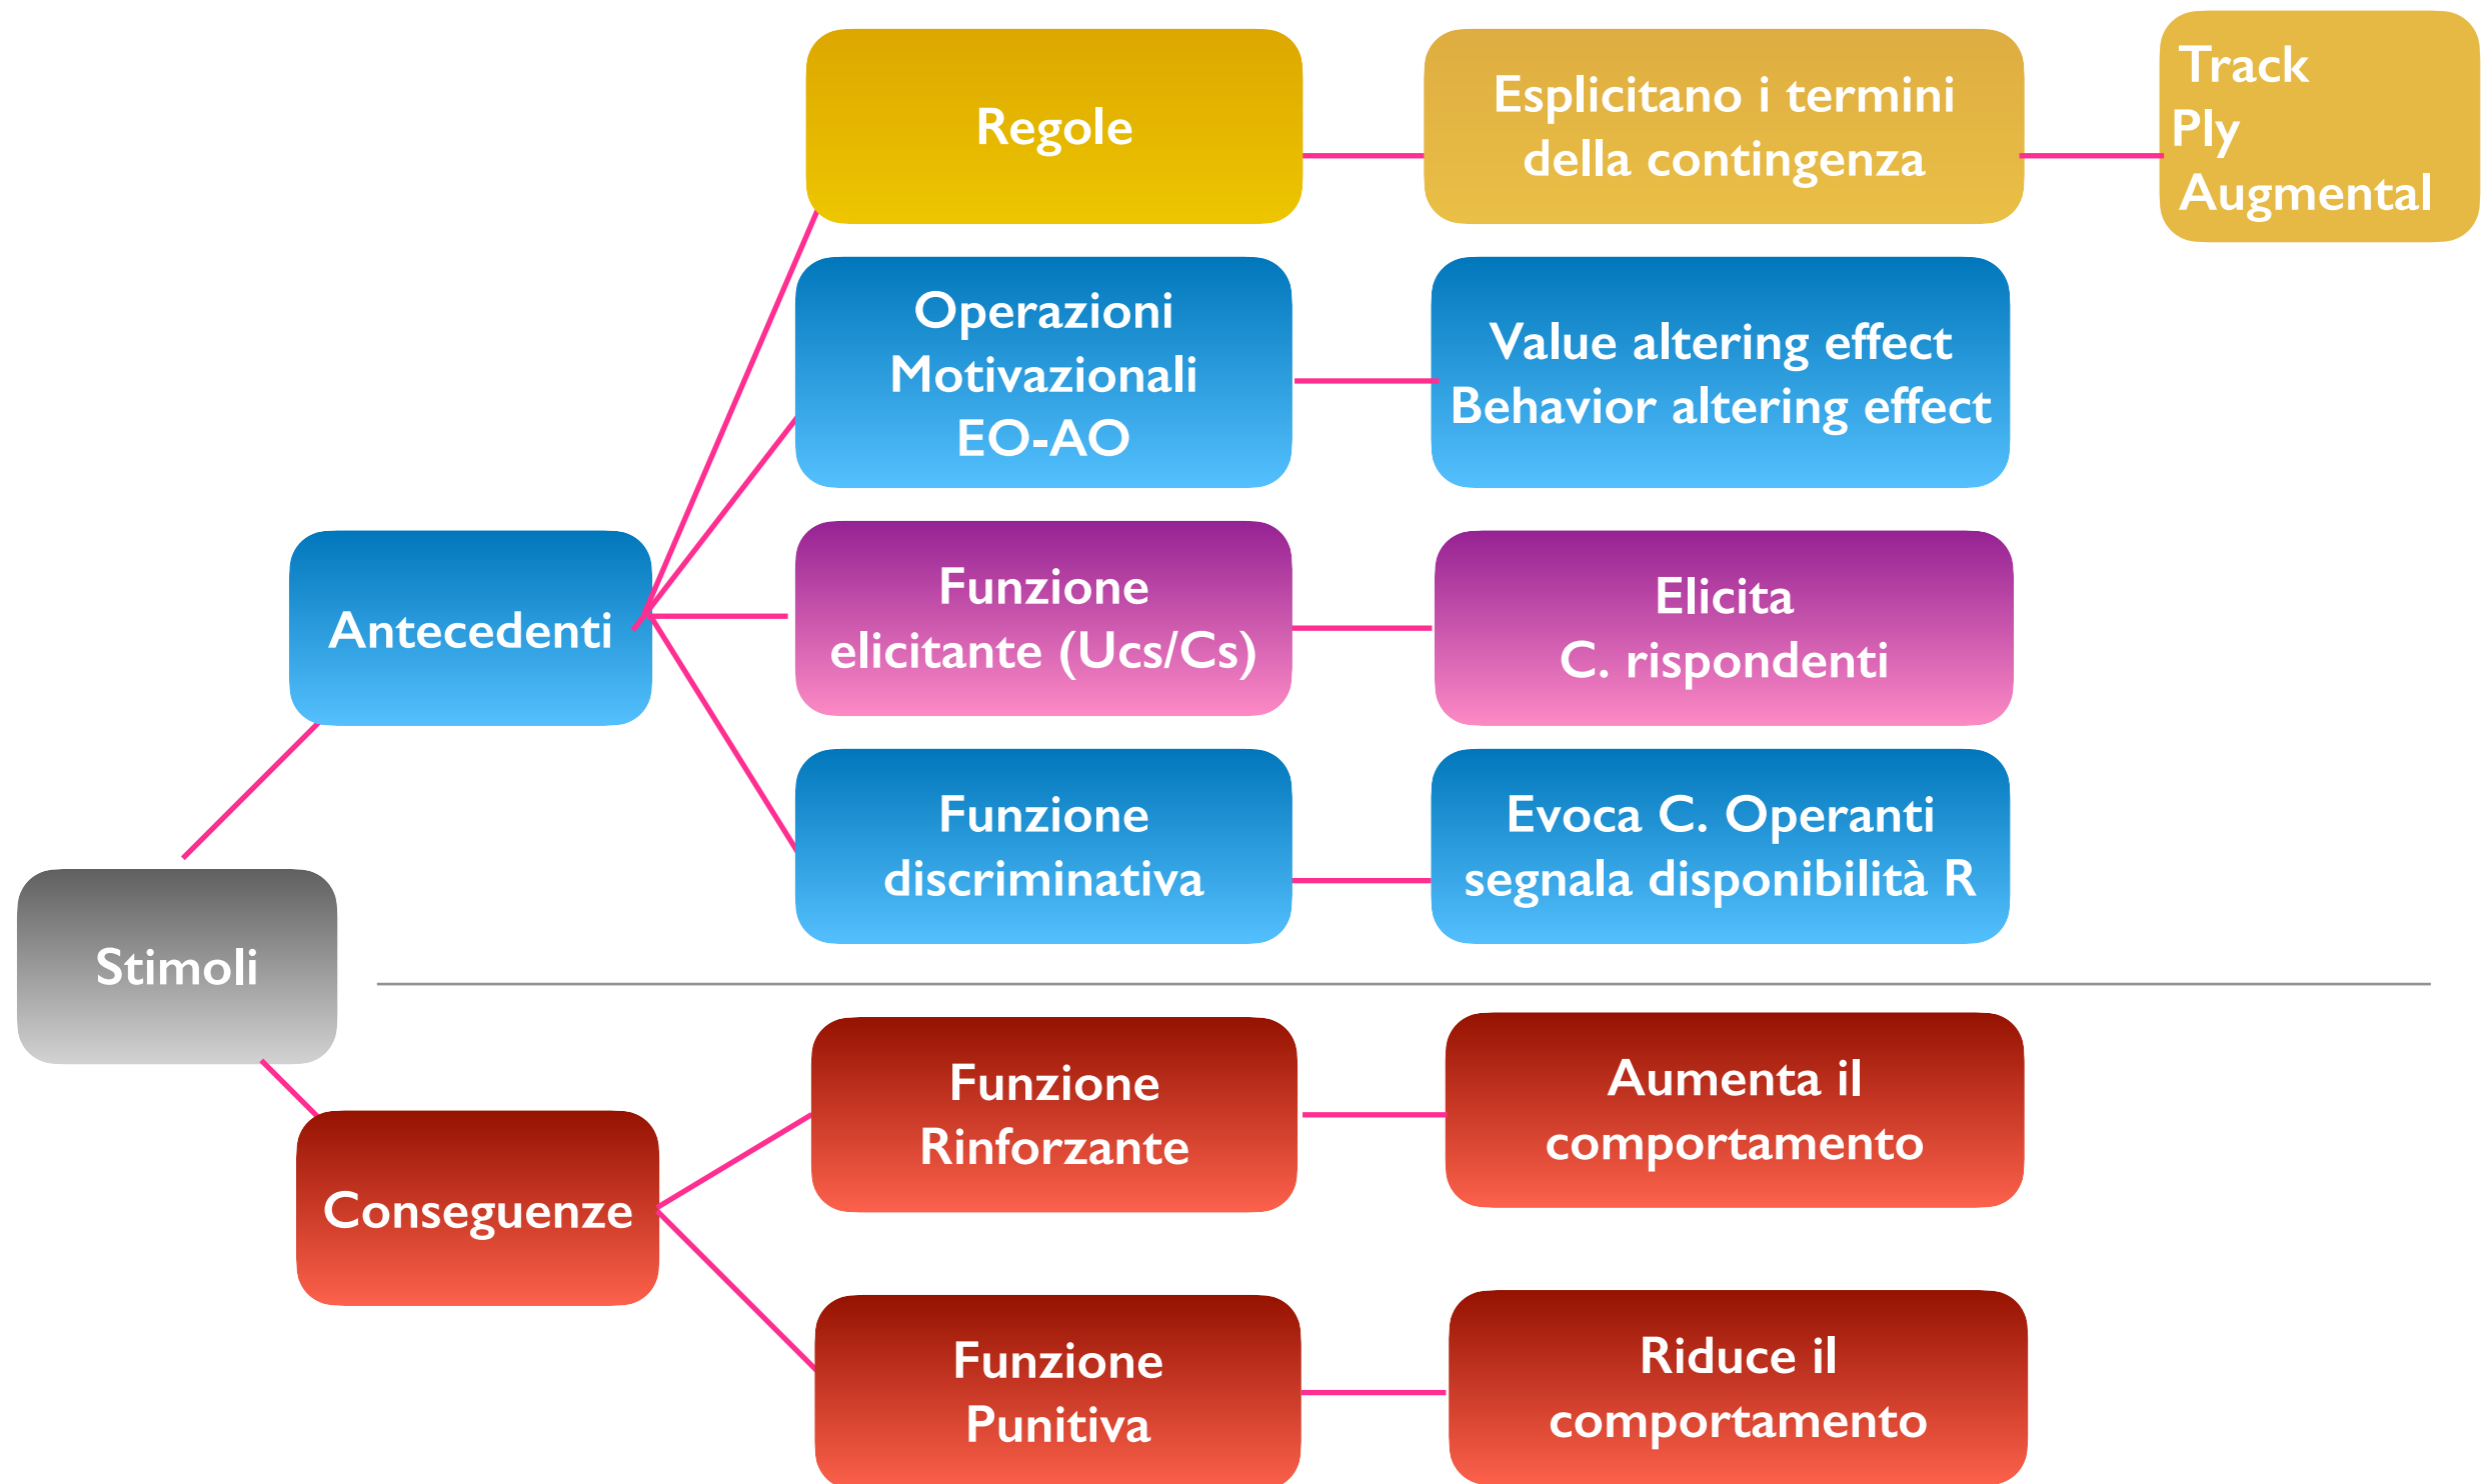 Regole
Esplicitano i termini
della contingenza
Track
Ply
Augmental
Operazioni
Motivazionali
EO-AO
Value altering effect
Behavior altering effect
Antecedenti
Funzione
elicitante (Ucs/Cs)
Elicita
C. rispondenti
Funzione
discriminativa
Evoca C. Operanti
segnala disponibilità R
Stimoli
Conseguenze
Funzione
Rinforzante
Aumenta il
comportamento
Funzione
Punitiva
Riduce il
comportamento